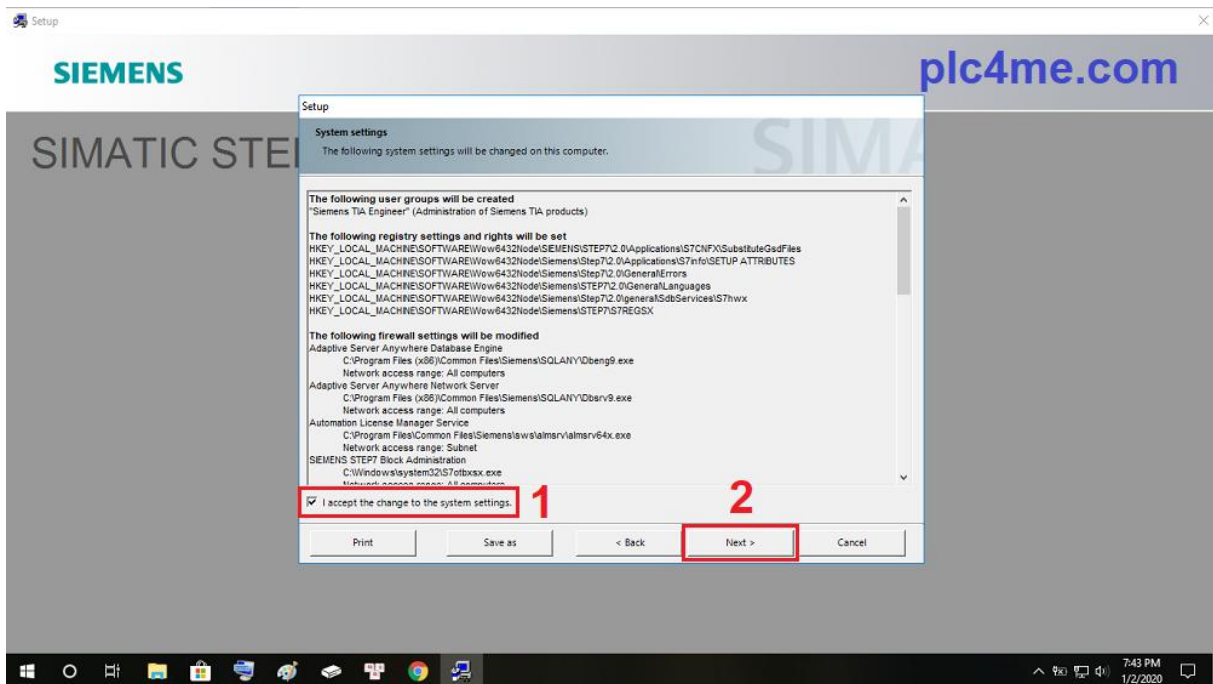 Setup
SIEMENS
plc4me.com
SIMATIC STE
Setup
System settings
The following system settings will be changed on this computer.
SIMA
The following user groups will be created
"Siemens TIA Engineer" (Administration of Siemens TIA products)
The following registry settings and rights will be set
HKEY_LOCAL_MACHINE\SOFTWARE\Wow6432Node\SIEMENS\STEP7\2.0\Applications\S7CNFX\SubstituteGsdFiles
HKEY_LOCAL_MACHINE\SOFTWARE\Wow6432Node\Siemens\Step7\2.0\Applications\S7info\SETUP ATTRIBUTES
HKEY_LOCAL_MACHINE\SOFTWARE\Wow6432Node\Siemens\Step7\2.0\General\Errors
HKEY_LOCAL_MACHINE\SOFTWARE\Wow6432Node\Siemens\STEP7\2.0\General\Languages
HKEY_LOCAL_MACHINE\SOFTWARE\Wow6432Node\Siemens\Step7\2.0\general\SdbServices\S7hwx
HKEY_LOCAL_MACHINE\SOFTWARE\Wow6432Node\Siemens\STEP7\S7REGSX
The following firewall settings will be modified
Adaptive Server Anywhere Database Engine
C:\Program Files (x86)\Common Files\Siemens\SQLANY\Dbeng9.exe
Network access range: All computers
Adaptive Server Anywhere Network Server
C:\Program Files (x86)\Common Files\Siemens\SQLANY\Dbsrv9.exe
Network access range: All computers
Automation License Manager Service
C:\Program Files\Common Files\Siemens\sws\almsrv\almsrv64x.exe
Network access range: Subnet
SIEMENS STEP7 Block Administration
C:\Windows\system32\S7otbxsx.exe
Network access range: All computers
I accept the change to the system settings.
1
2
Print
Save as
< Back
Next >
Cancel
7:43 PM
1/2/2020